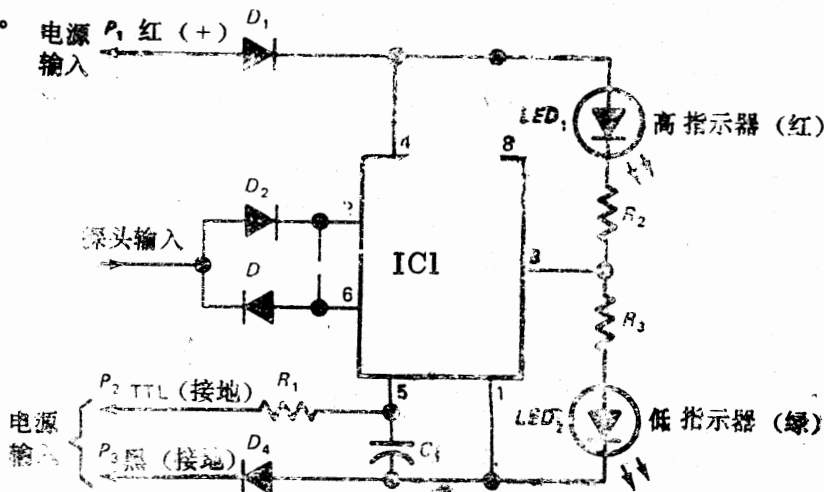 电源 P₁ 红 (+) D₁
输入
LED₁ 高指示器 (红)
4 8
D₂ R₂
探头输入 IC1 3
D 6
R₃
P₂ TTL (接地) R₁ 5 1
电源 LED₂ 低指示器 (绿)
输入 C₁
P₃ 黑 (接地) D₄